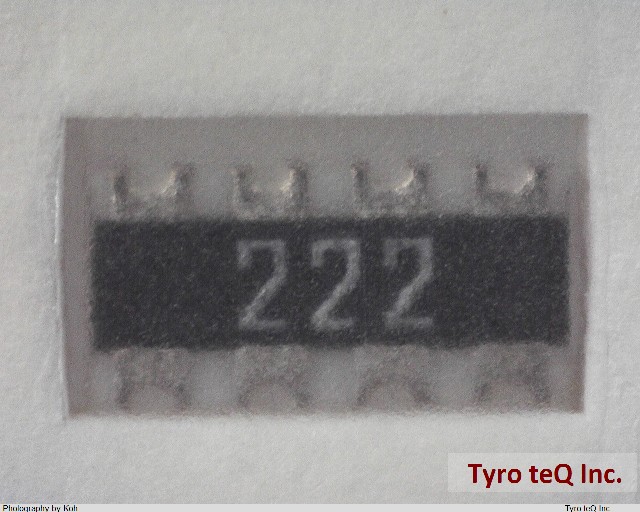 222
Tyro teQ Inc.
Photography by Koh
Tyro teQ Inc.